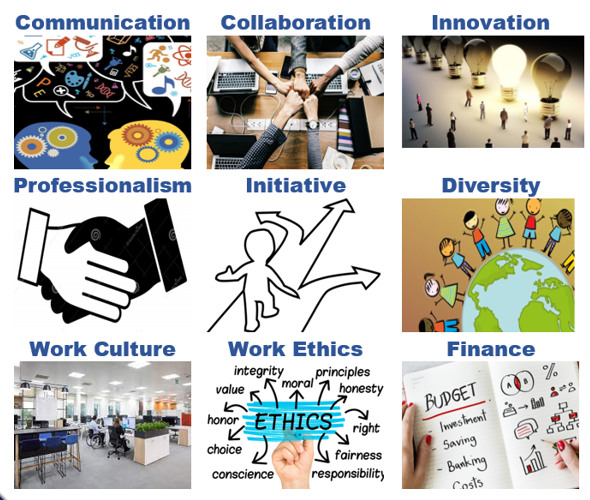 Communication
Collaboration
Innovation
PE
Professionalism
Initiative
Diversity
Work Culture
Work Ethics
Finance
integrity
principles
value
moral
honesty
honor
ETHICS
right
choice
fairness
conscience
responsibility
BUDGET
- Investment
- Saving
- Banking
- Costs
A
B
%